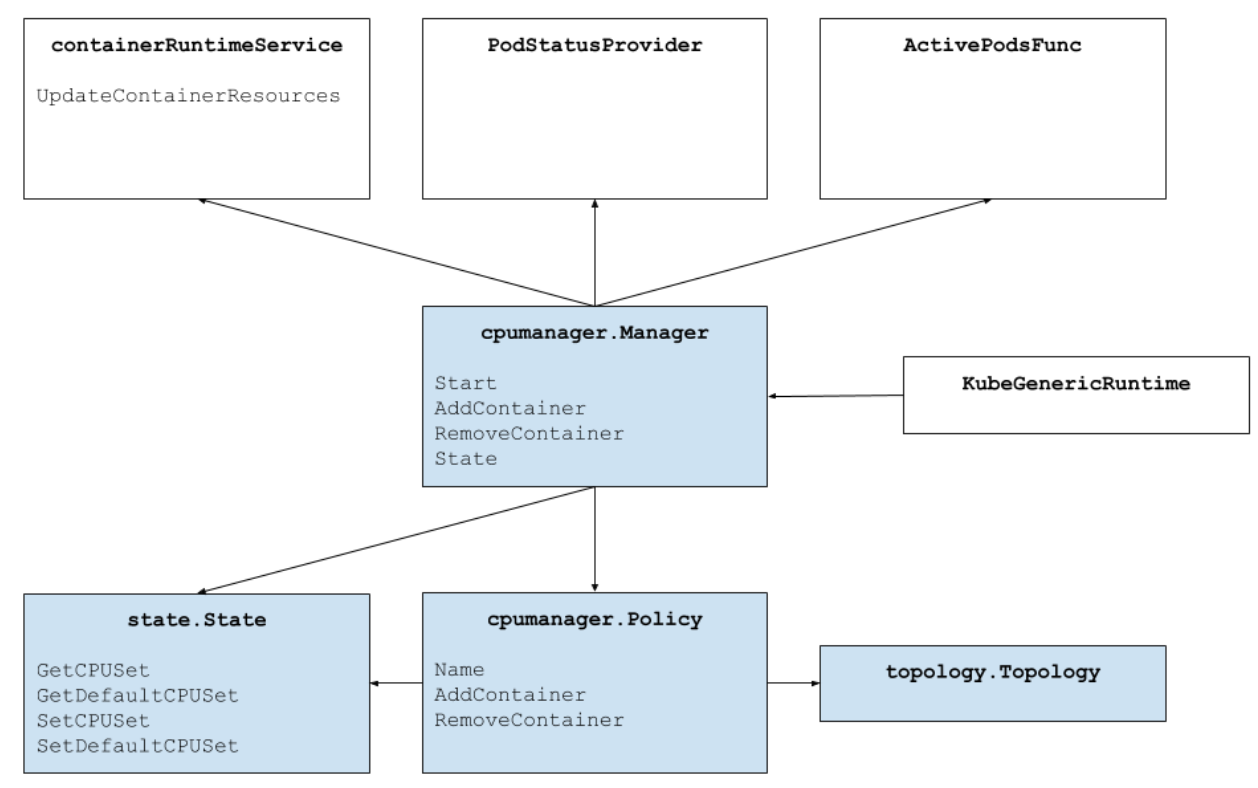 containerRuntimeService
UpdateContainerResources
PodStatusProvider
ActivePodsFunc
cpumanager.Manager
Start
AddContainer
RemoveContainer
State
KubeGenericRuntime
state.State
GetCPUSet
GetDefaultCPUSet
SetCPUSet
SetDefaultCPUSet
cpumanager.Policy
Name
AddContainer
RemoveContainer
topology.Topology